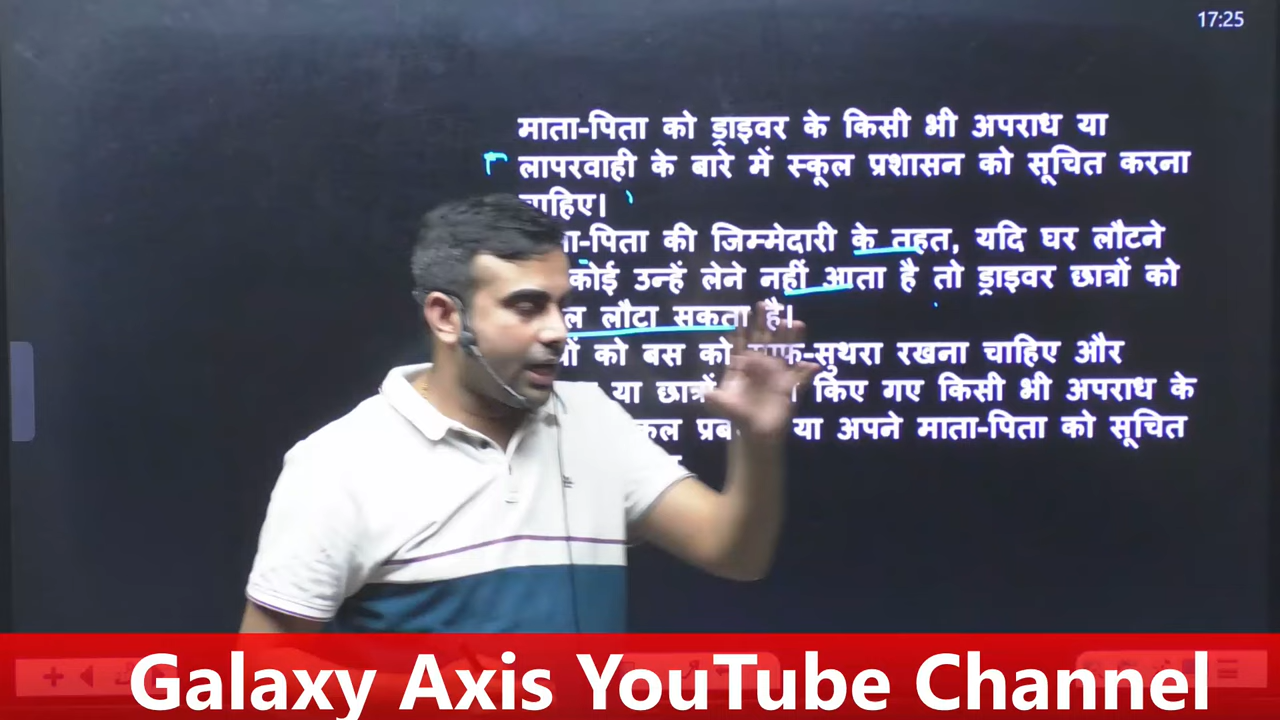 17:25
माता-पिता को ड्राइवर के किसी भी अपराध या
लापरवाही के बारे में स्कूल प्रशासन को सूचित करना
चाहिए।
-पिता की जिम्मेदारी के तहत, यदि घर लौटने
कोई उन्हें लेने नहीं आता है तो ड्राइवर छात्रों को
लौटा सकता है।
को बस को साफ-सुथरा रखना चाहिए और
या छात्रों किए गए किसी भी अपराध के
या अपने माता-पिता को सूचित
Galaxy Axis YouTube Channel